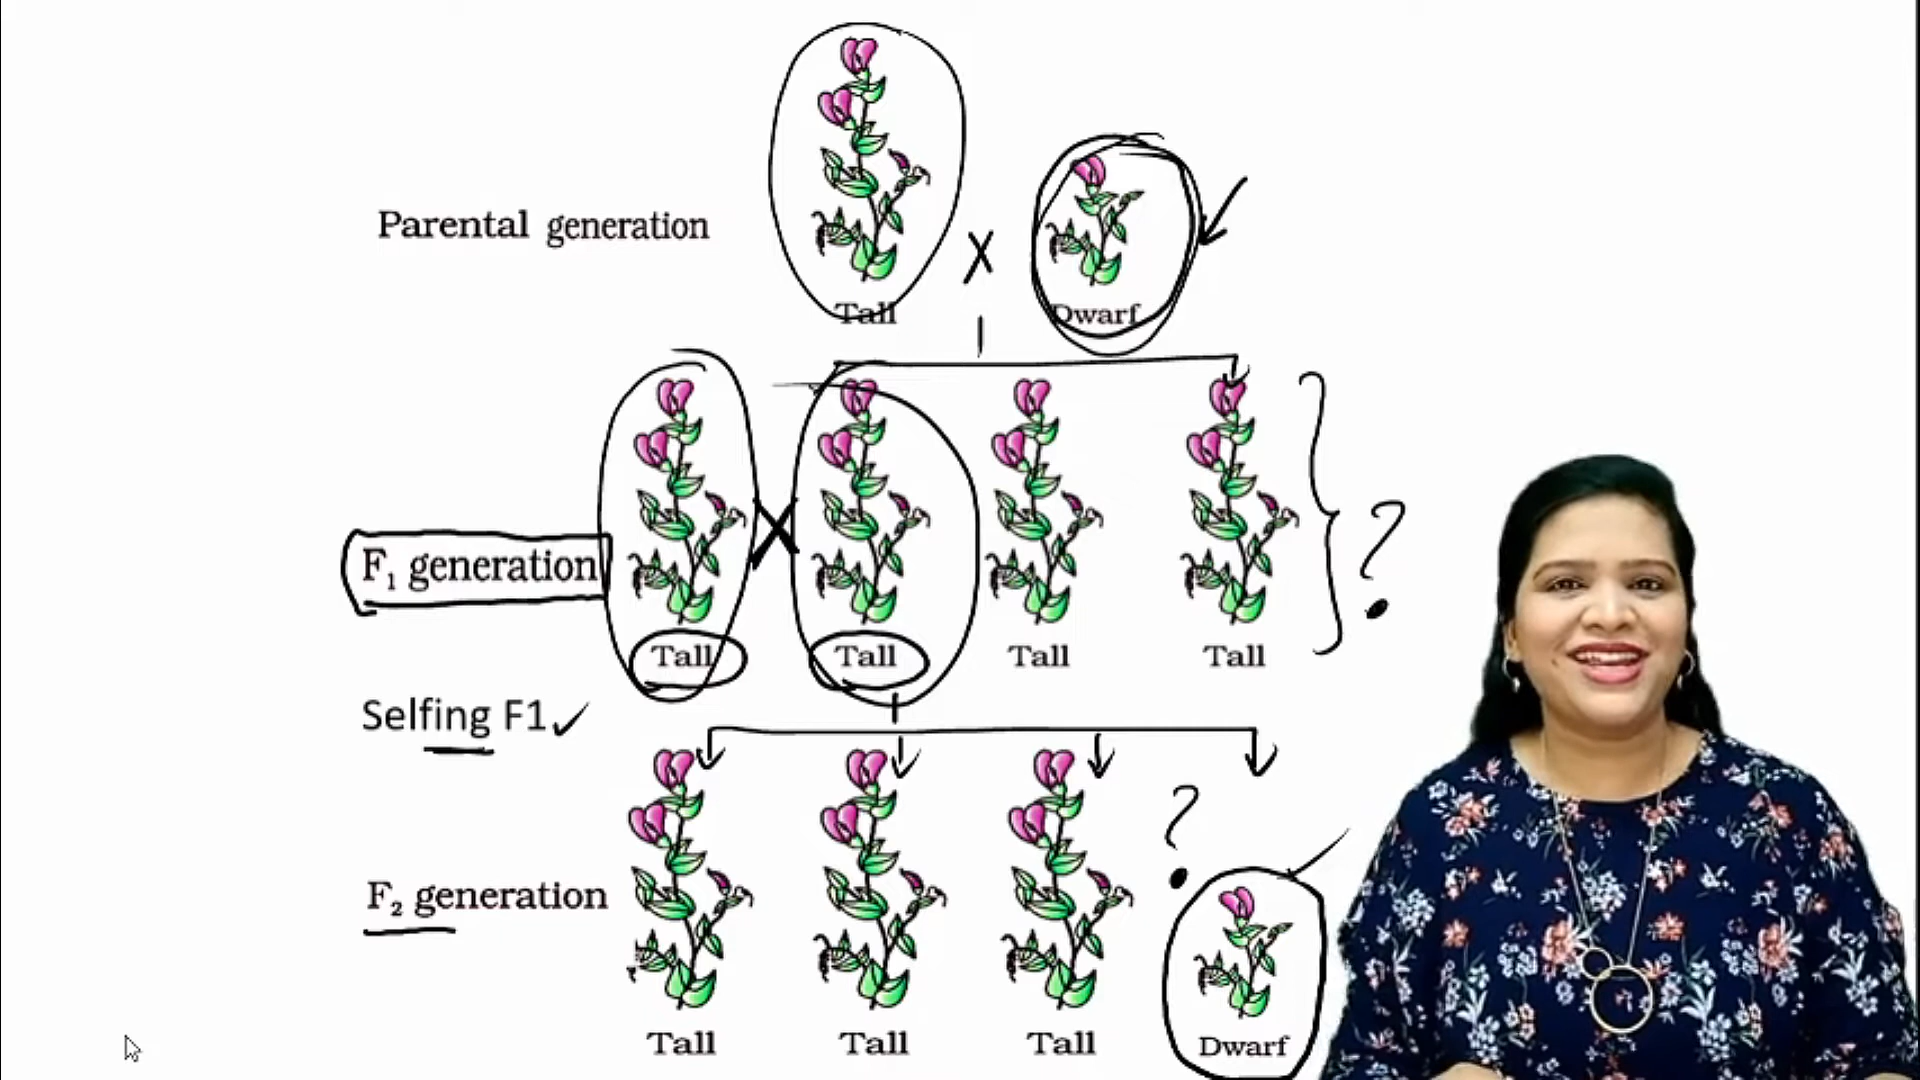 Parental generation
X
Tall Dwarf
F₁ generation
X
?
Tall Tall Tall Tall
Selfing F1✓
?
F₂ generation
Tall Tall Tall Dwarf